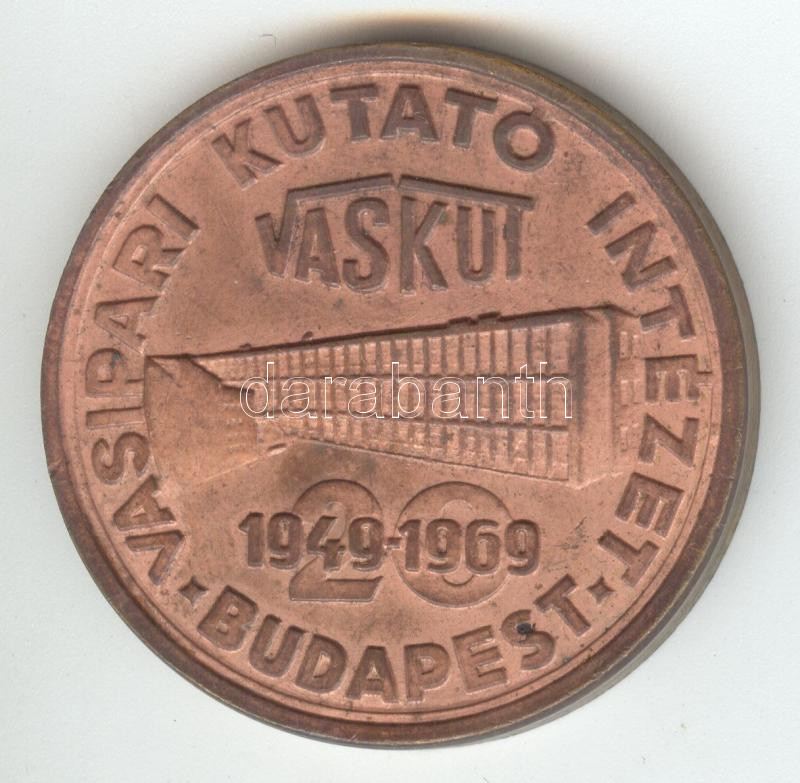 VASIPARI KUTATÓ INTÉZET
VASKUT
darabanth
20
1949-1969
• BUDAPEST •